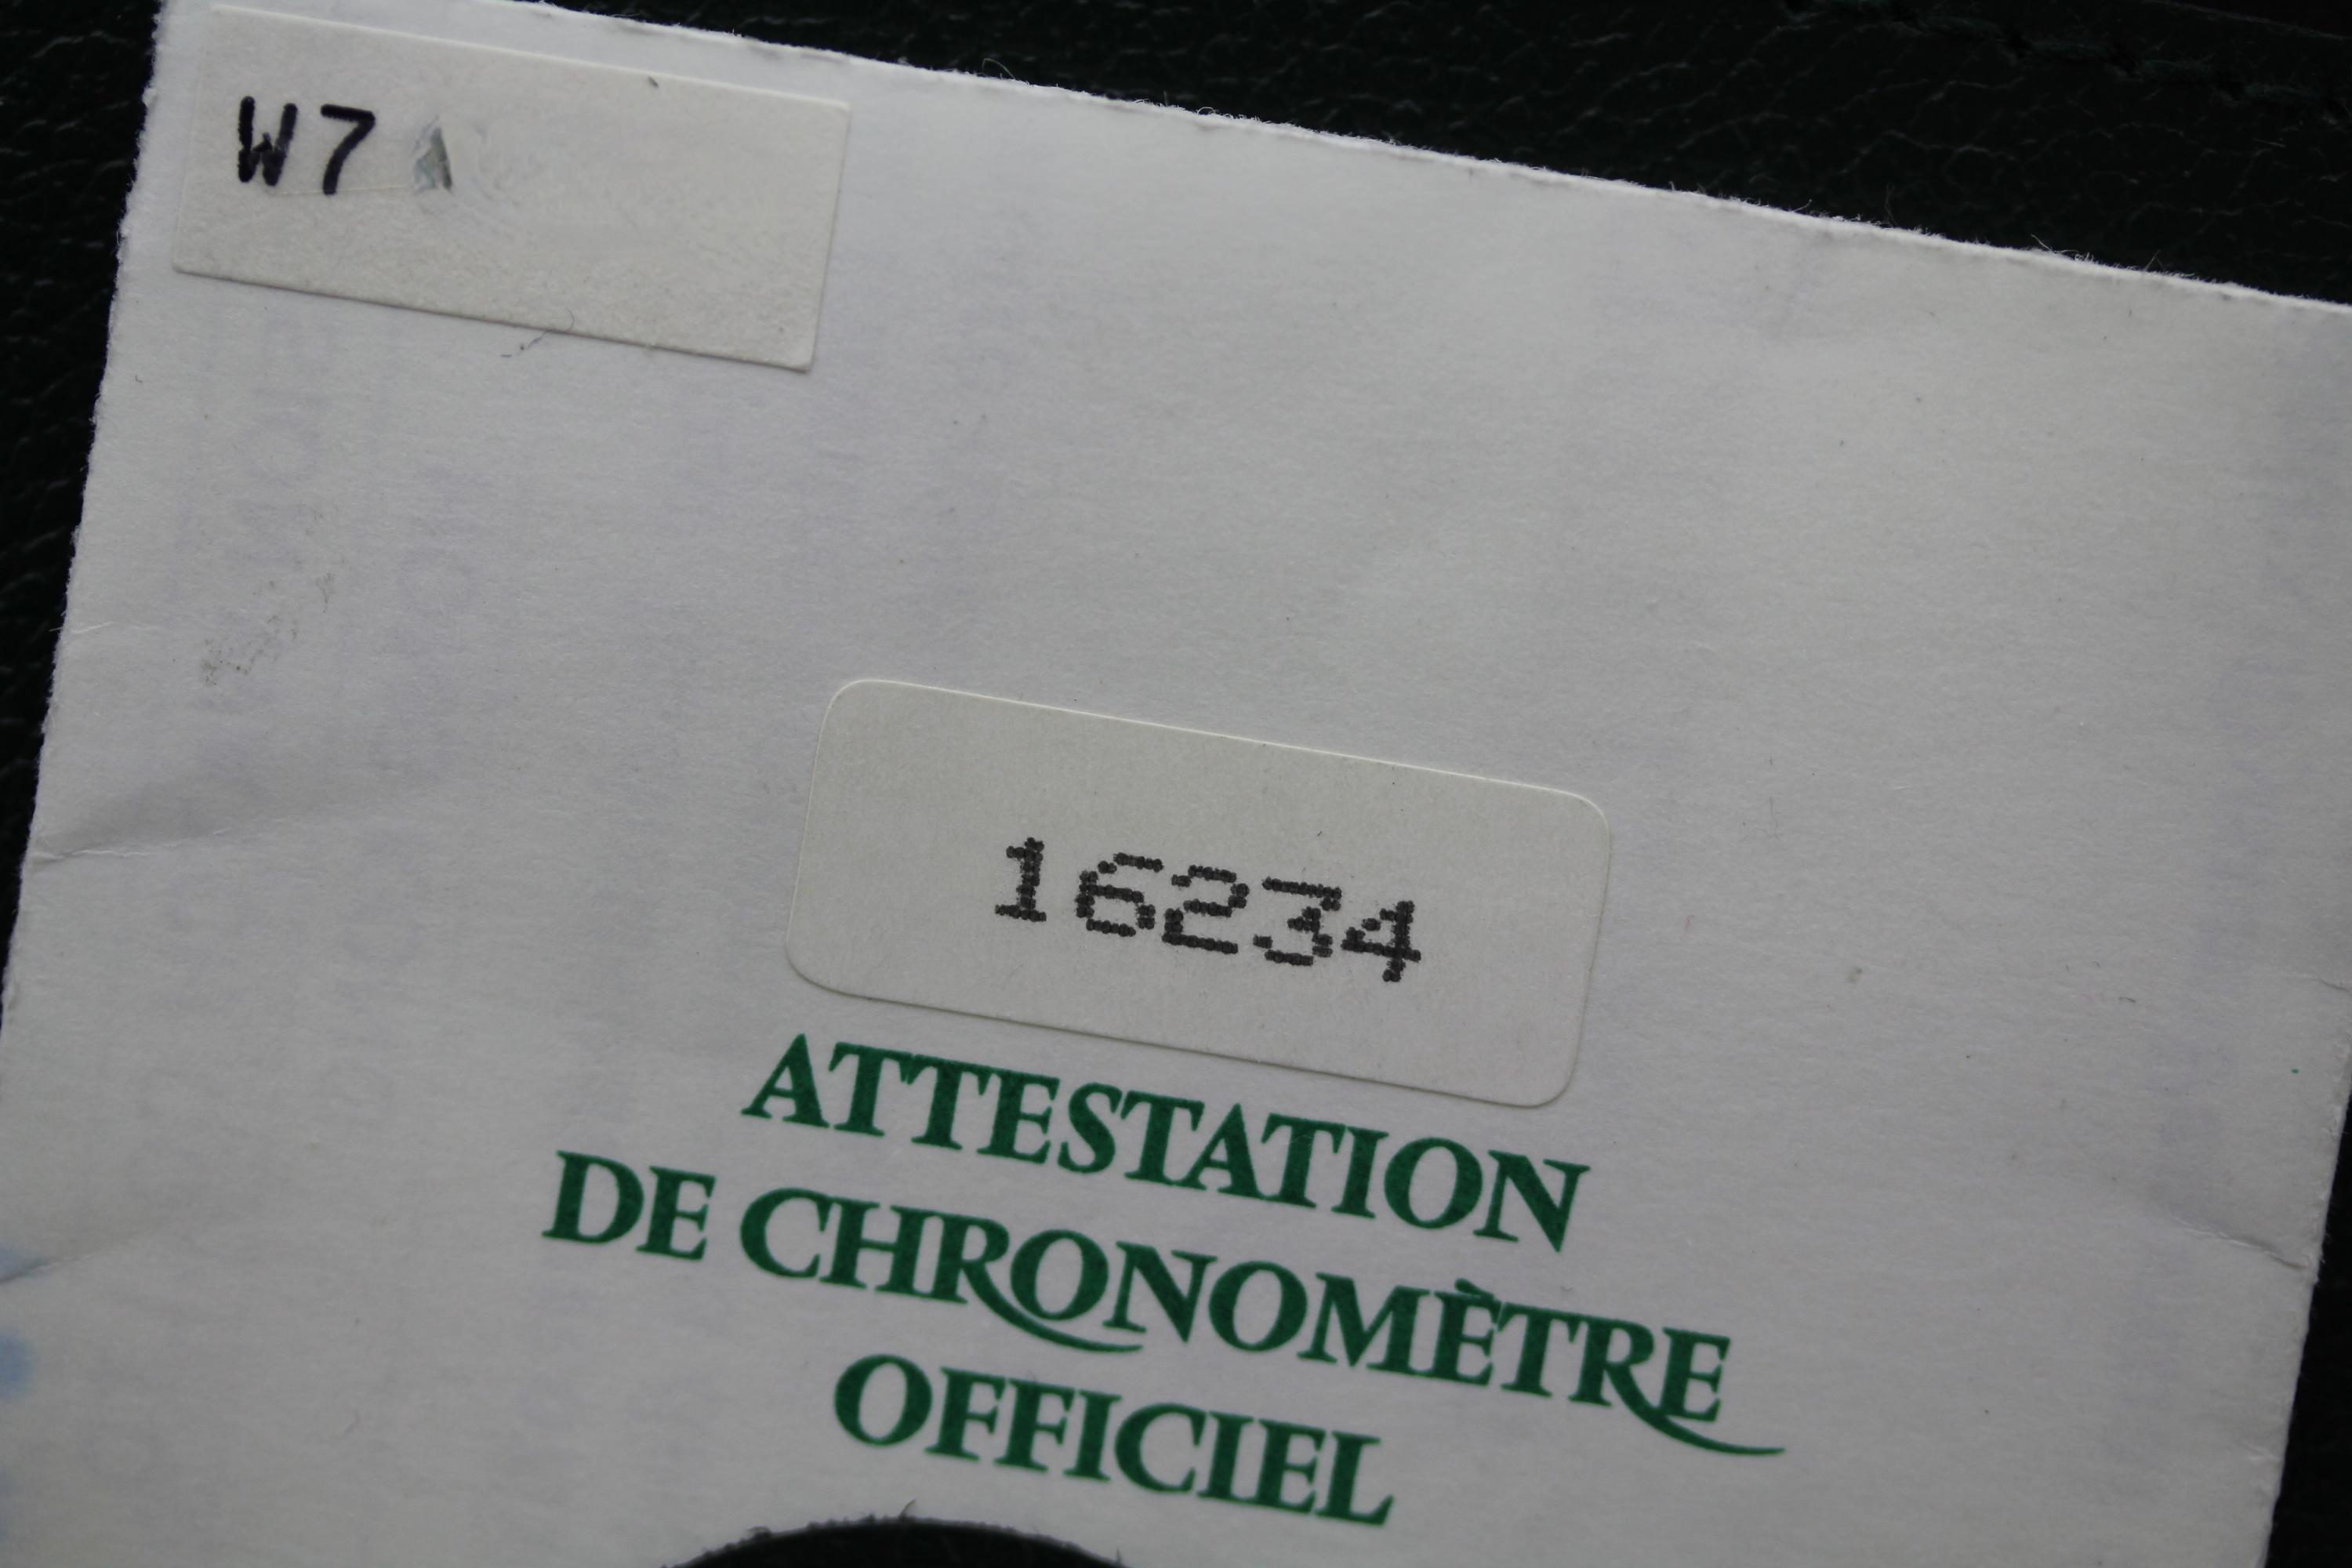 W7
16234
ATTESTATION
DE CHRONOMÈTRE
OFFICIEL